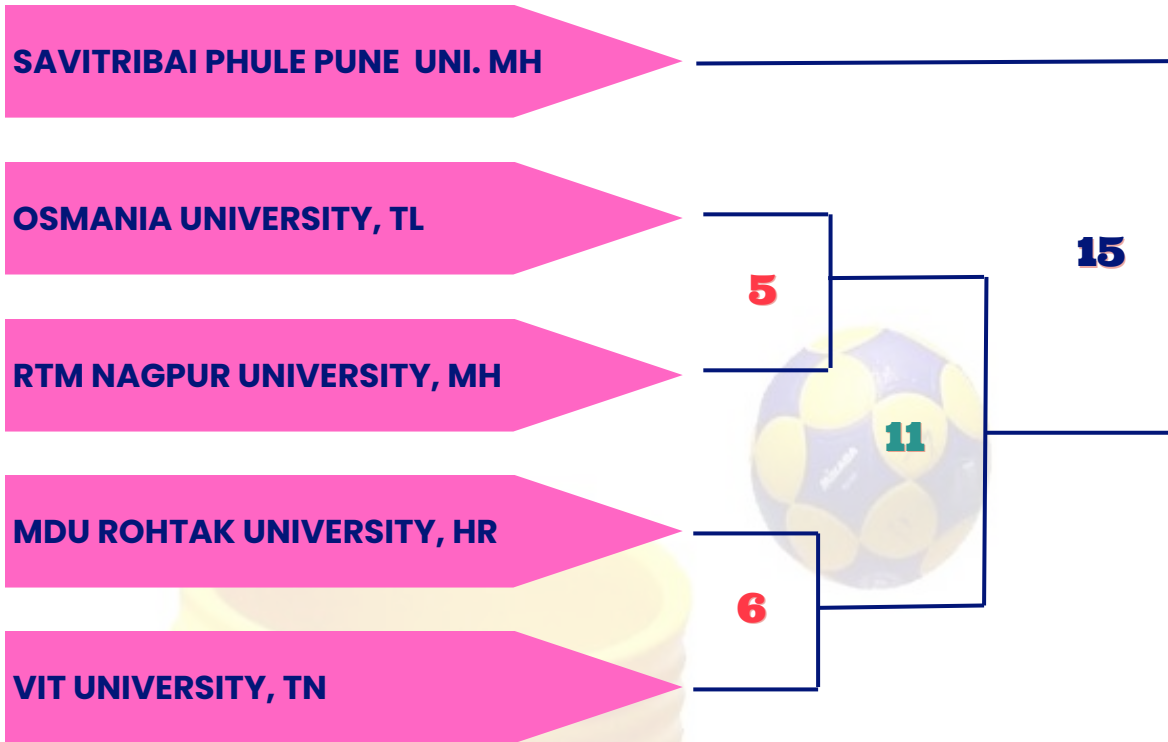 SAVITRIBAI PHULE PUNE UNI. MH
OSMANIA UNIVERSITY, TL
15
5
RTM NAGPUR UNIVERSITY, MH
11
MIKASA
MDU ROHTAK UNIVERSITY, HR
6
VIT UNIVERSITY, TN